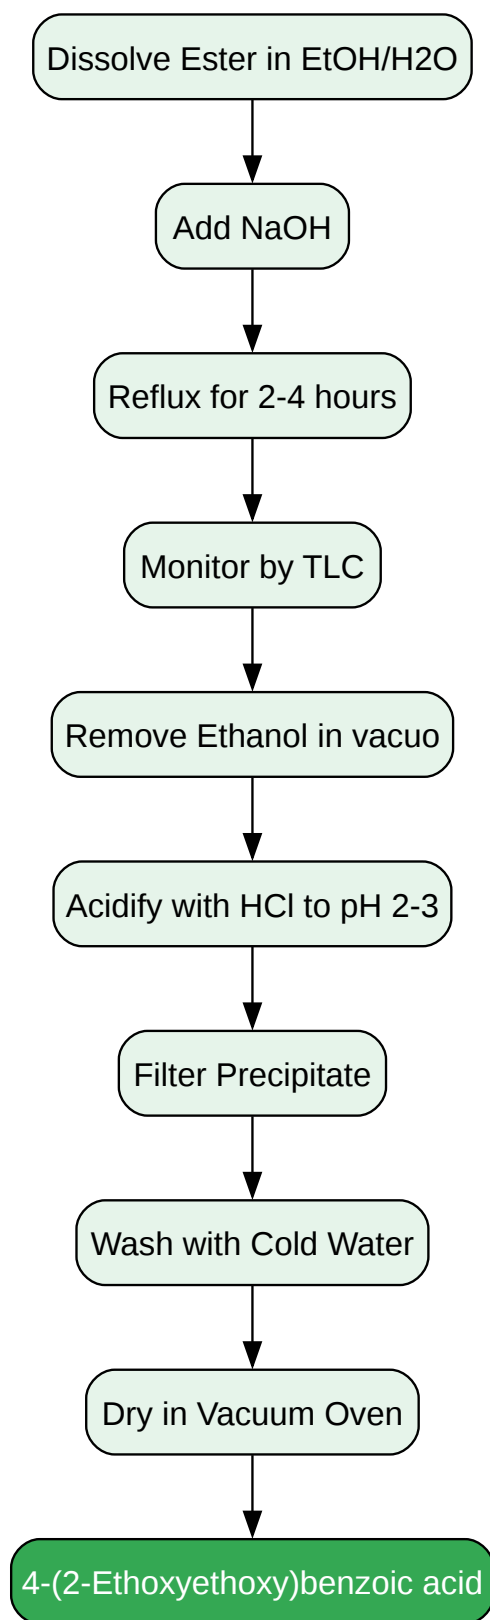 Dissolve Ester in EtOH/H2O
Add NaOH
Reflux for 2-4 hours
Monitor by TLC
Remove Ethanol in vacuo
Acidify with HCl to pH 2-3
Filter Precipitate
Wash with Cold Water
Dry in Vacuum Oven
4-(2-Ethoxyethoxy)benzoic acid